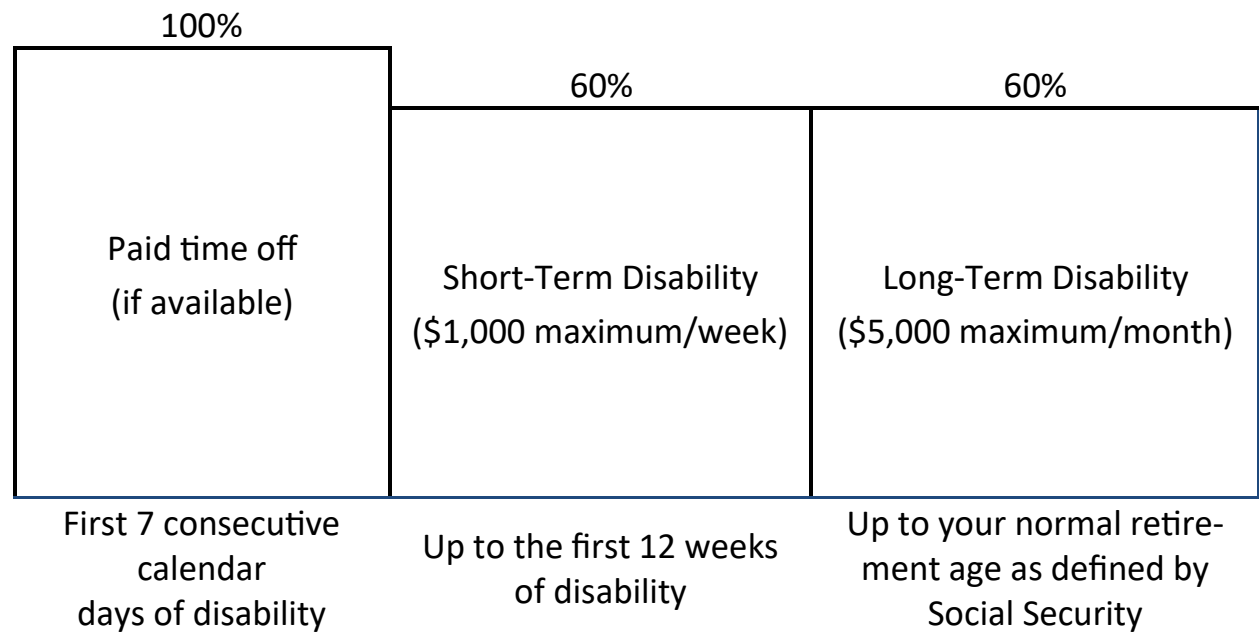 100%
60%
60%
Paid time off
(if available)
Short-Term Disability
($1,000 maximum/week)
Long-Term Disability
($5,000 maximum/month)
First 7 consecutive
calendar
days of disability
Up to the first 12 weeks
of disability
Up to your normal retire-
ment age as defined by
Social Security